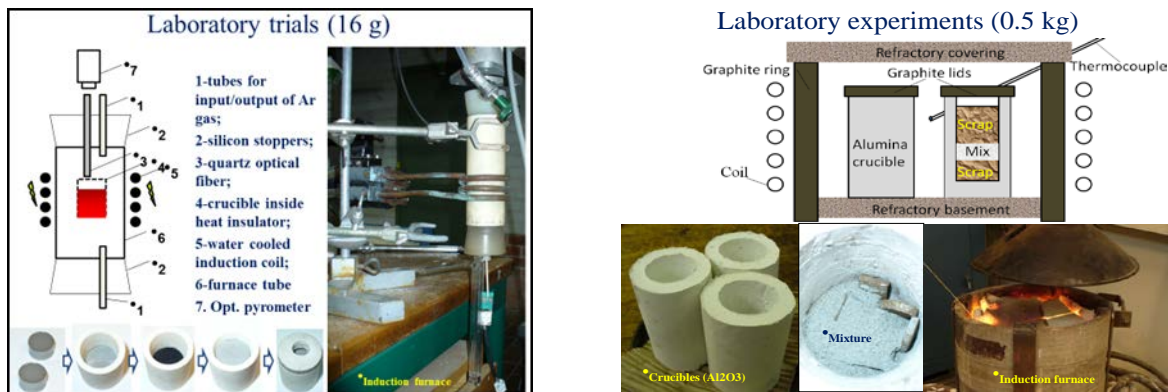 Laboratory trials (16 g)
•7
•1
•2
•3
•4
•5
•6
•2
•1
1-tubes for
input/output of Ar
gas;
2-silicon stoppers;
3-quartz optical
fiber;
4-crucible inside
heat insulator;
5-water cooled
induction coil;
6-furnace tube
7. Opt. pyrometer
•Induction furnace
Laboratory experiments (0.5 kg)
Refractory covering
Graphite ring
Graphite lids
Thermocouple
Scrap
Alumina
crucible
Mix
Scrap
Coil
Refractory basement
•Crucibles (Al2O3)
•Mixture
•Induction furnace